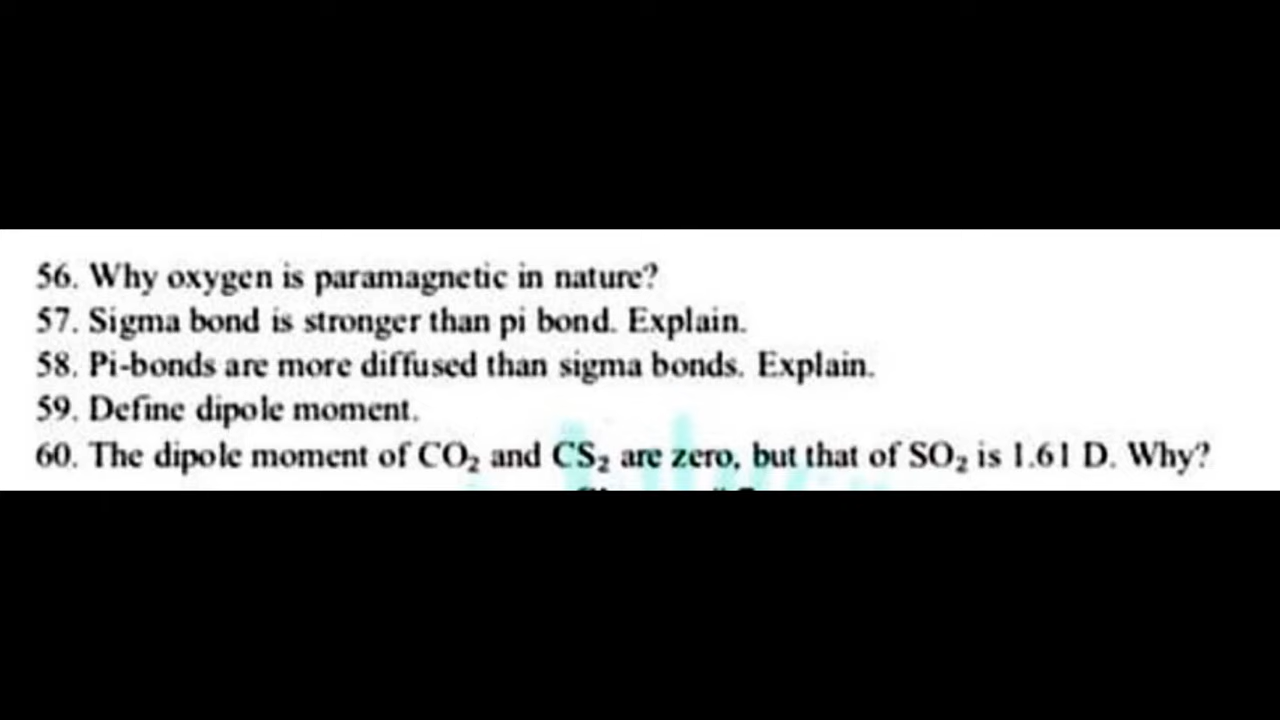 56. Why oxygen is paramagnetic in nature?
57. Sigma bond is stronger than pi bond. Explain.
58. Pi-bonds are more diffused than sigma bonds. Explain.
59. Define dipole moment.
60. The dipole moment of CO₂ and CS₂ are zero, but that of SO₂ is 1.61 D. Why?